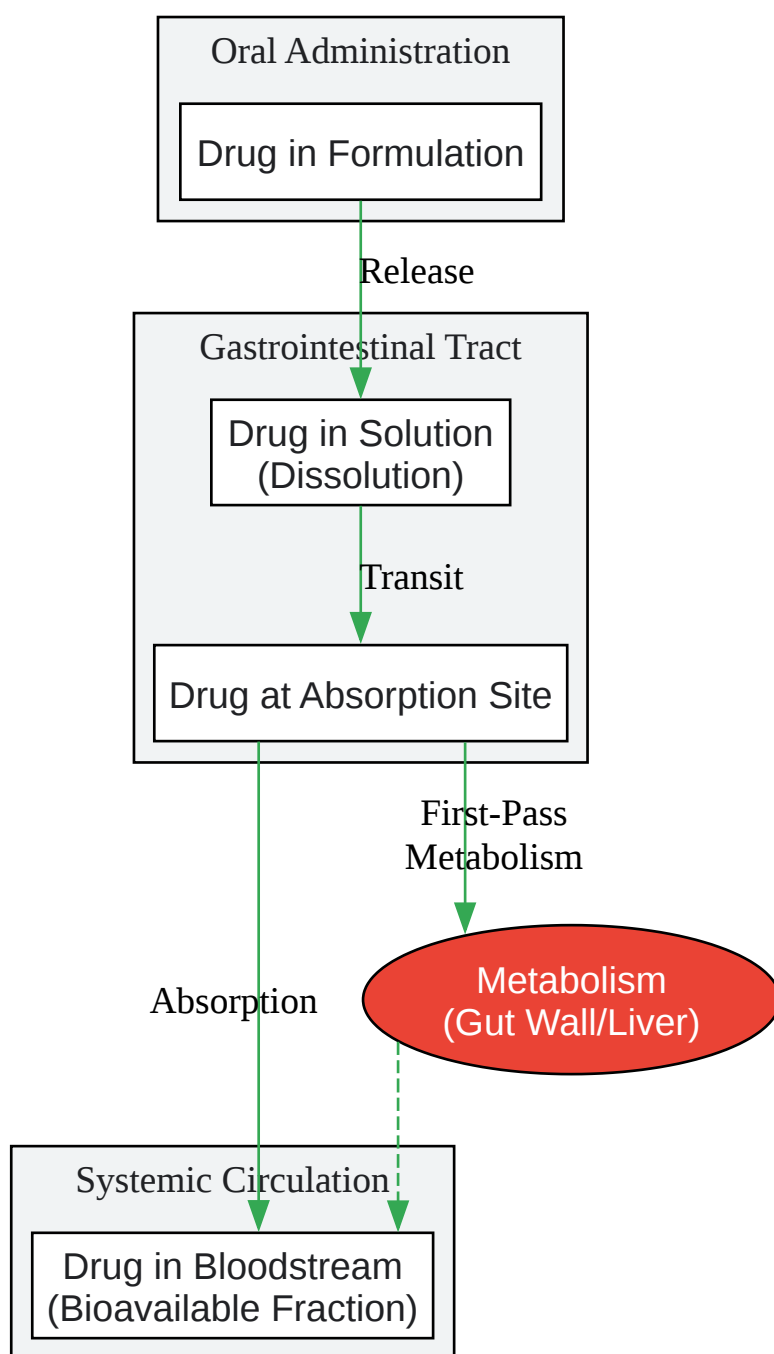 Oral Administration
Drug in Formulation
Release
Gastrointestinal Tract
Drug in Solution
(Dissolution)
Transit
Drug at Absorption Site
First-Pass
Metabolism
Metabolism
(Gut Wall/Liver)
Absorption
Systemic Circulation
Drug in Bloodstream
(Bioavailable Fraction)